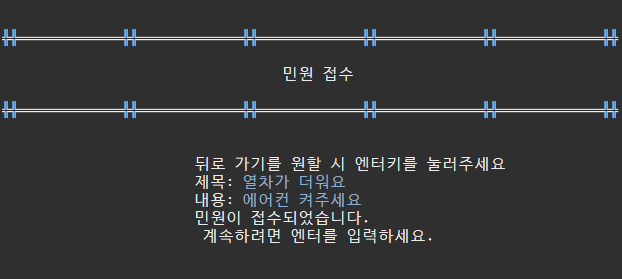 민원 접수
뒤로 가기를 원할 시 엔터키를 눌러주세요
제목: 열차가 더워요
내용: 에어컨 켜주세요
민원이 접수되었습니다.
계속하려면 엔터를 입력하세요.